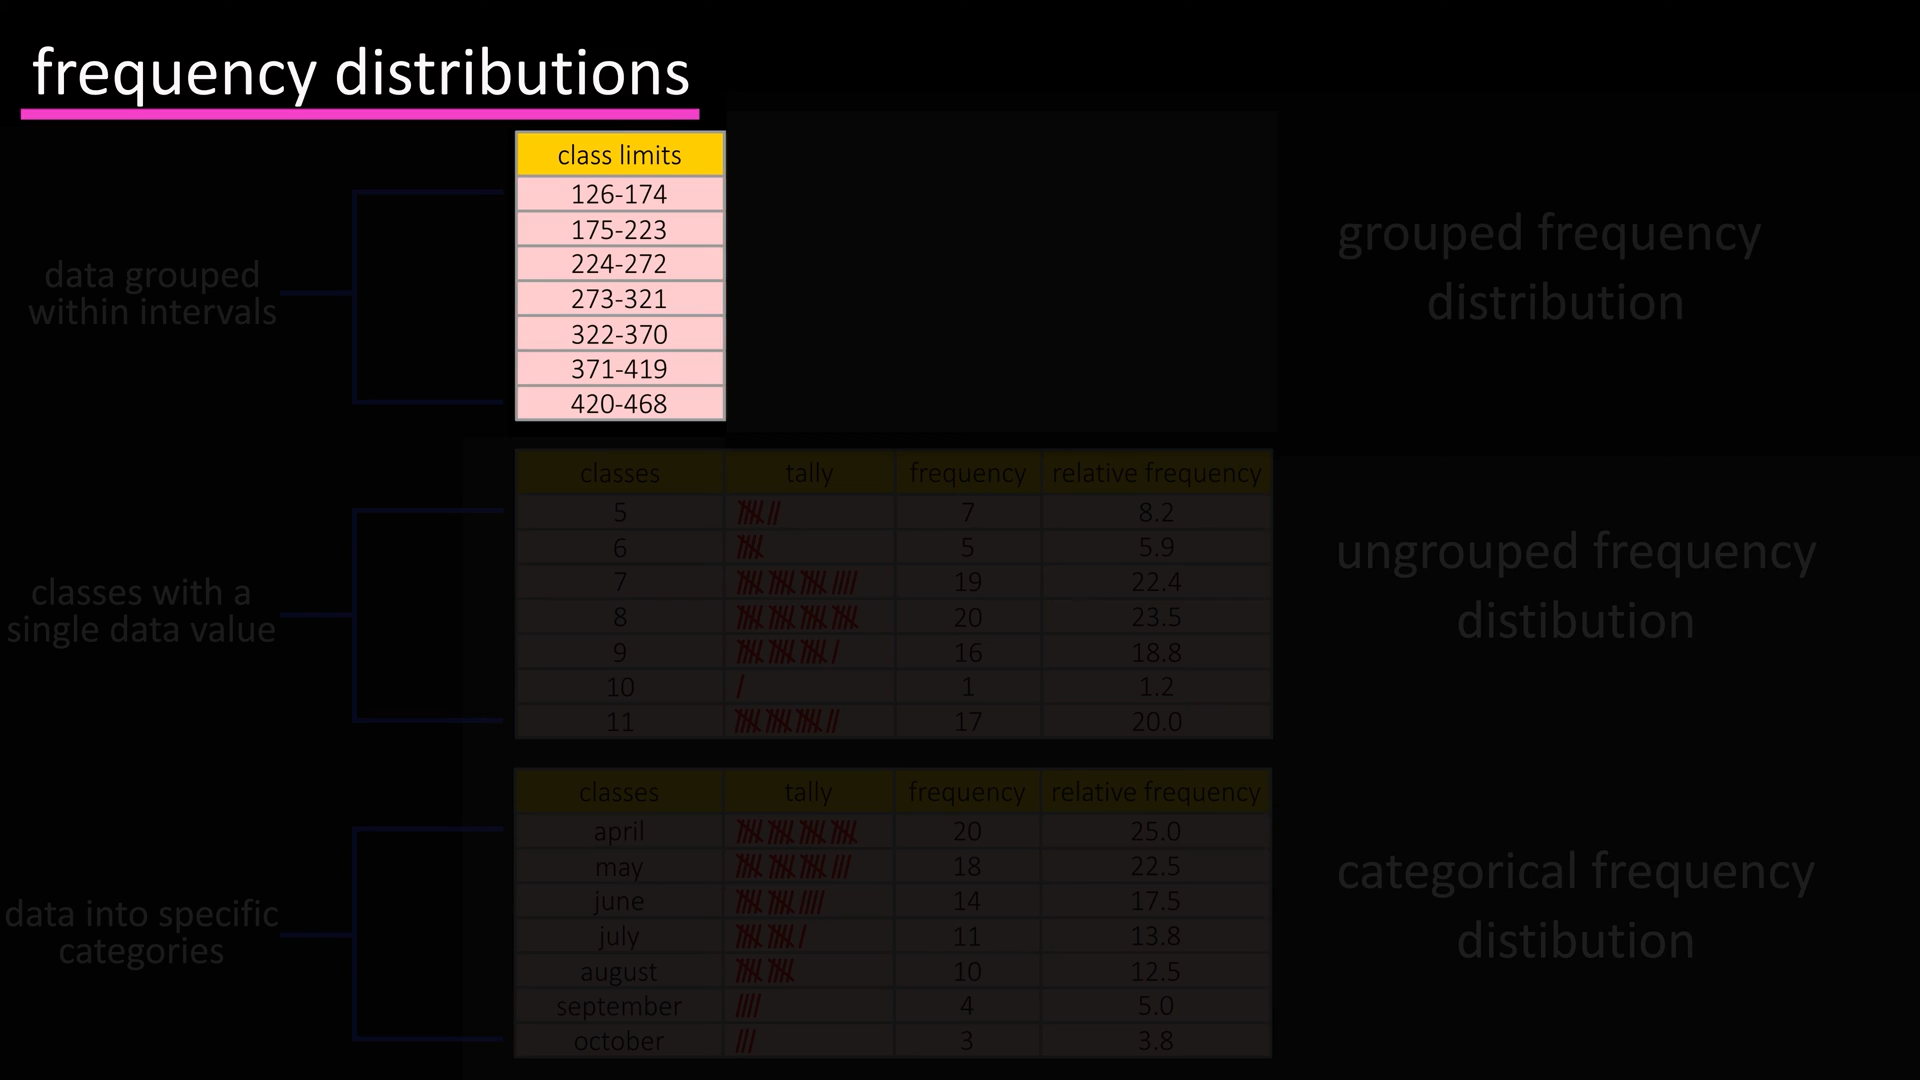 frequency distributions
class limits
126-174
175-223
224-272
273-321
322-370
371-419
420-468
data grouped
within intervals
grouped frequency
distribution
classes tally frequency relative frequency
5 7 8.2
6 5 5.9
7 19 22.4
8 20 23.5
9 16 18.8
10 1 1.2
11 17 20.0
classes with a
single data value
ungrouped frequency
distibution
classes tally frequency relative frequency
april 20 25.0
may 18 22.5
june 14 17.5
july 11 13.8
august 10 12.5
september 4 5.0
october 3 3.8
data into specific
categories
categorical frequency
distibution